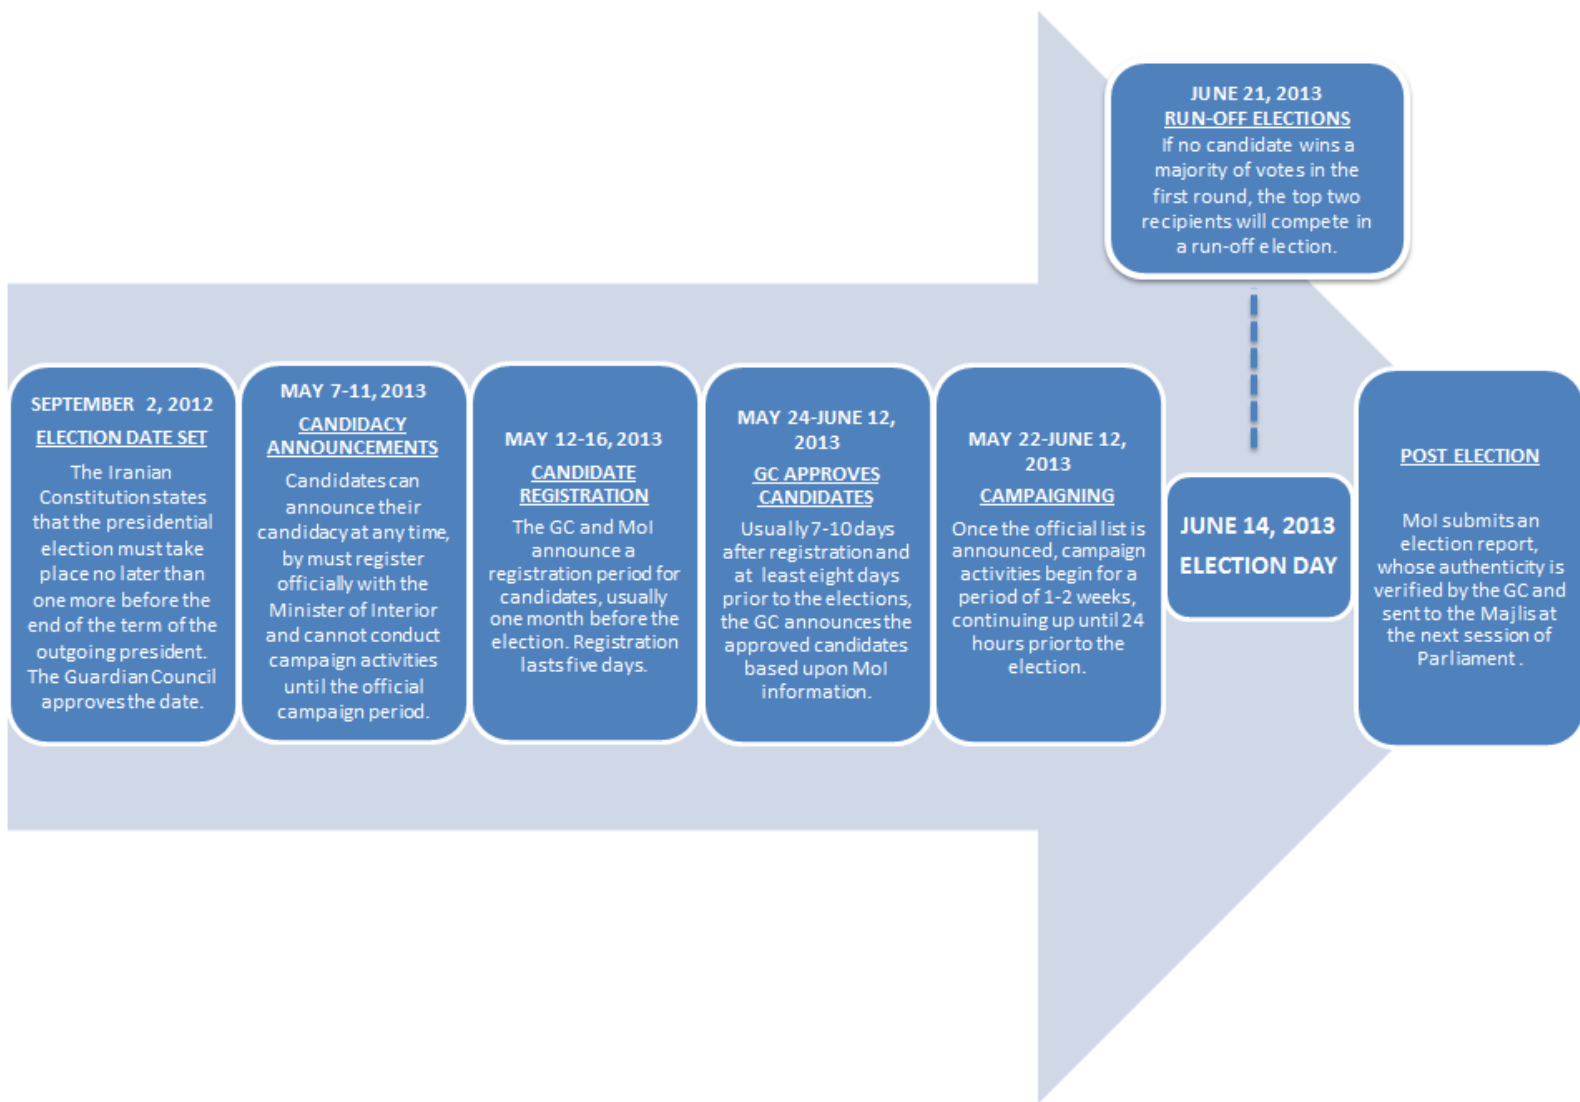 JUNE 21, 2013
RUN-OFF ELECTIONS
If no candidate wins a
majority of votes in the
first round, the top two
recipients will compete in
a run-off election.
SEPTEMBER 2, 2012
ELECTION DATE SET
The Iranian
Constitution states
that the presidential
election must take
place no later than
one more before the
end of the term of the
outgoing president.
The Guardian Council
approves the date.
MAY 7-11, 2013
CANDIDACY
ANNOUNCEMENTS
Candidates can
announce their
candidacy at any time,
by must register
officially with the
Minister of Interior
and cannot conduct
campaign activities
until the official
campaign period.
MAY 12-16, 2013
CANDIDATE
REGISTRATION
The GC and MoI
announce a
registration period for
candidates, usually
one month before the
election. Registration
lasts five days.
MAY 24-JUNE 12,
2013
GC APPROVES
CANDIDATES
Usually 7-10 days
after registration and
at least eight days
prior to the elections,
the GC announces the
approved candidates
based upon MoI
information.
MAY 22-JUNE 12,
2013
CAMPAIGNING
Once the official list is
announced, campaign
activities begin for a
period of 1-2 weeks,
continuing up until 24
hours prior to the
election.
JUNE 14, 2013
ELECTION DAY
POST ELECTION
MoI submits an
election report,
whose authenticity is
verified by the GC and
sent to the Majlis at
the next session of
Parliament.